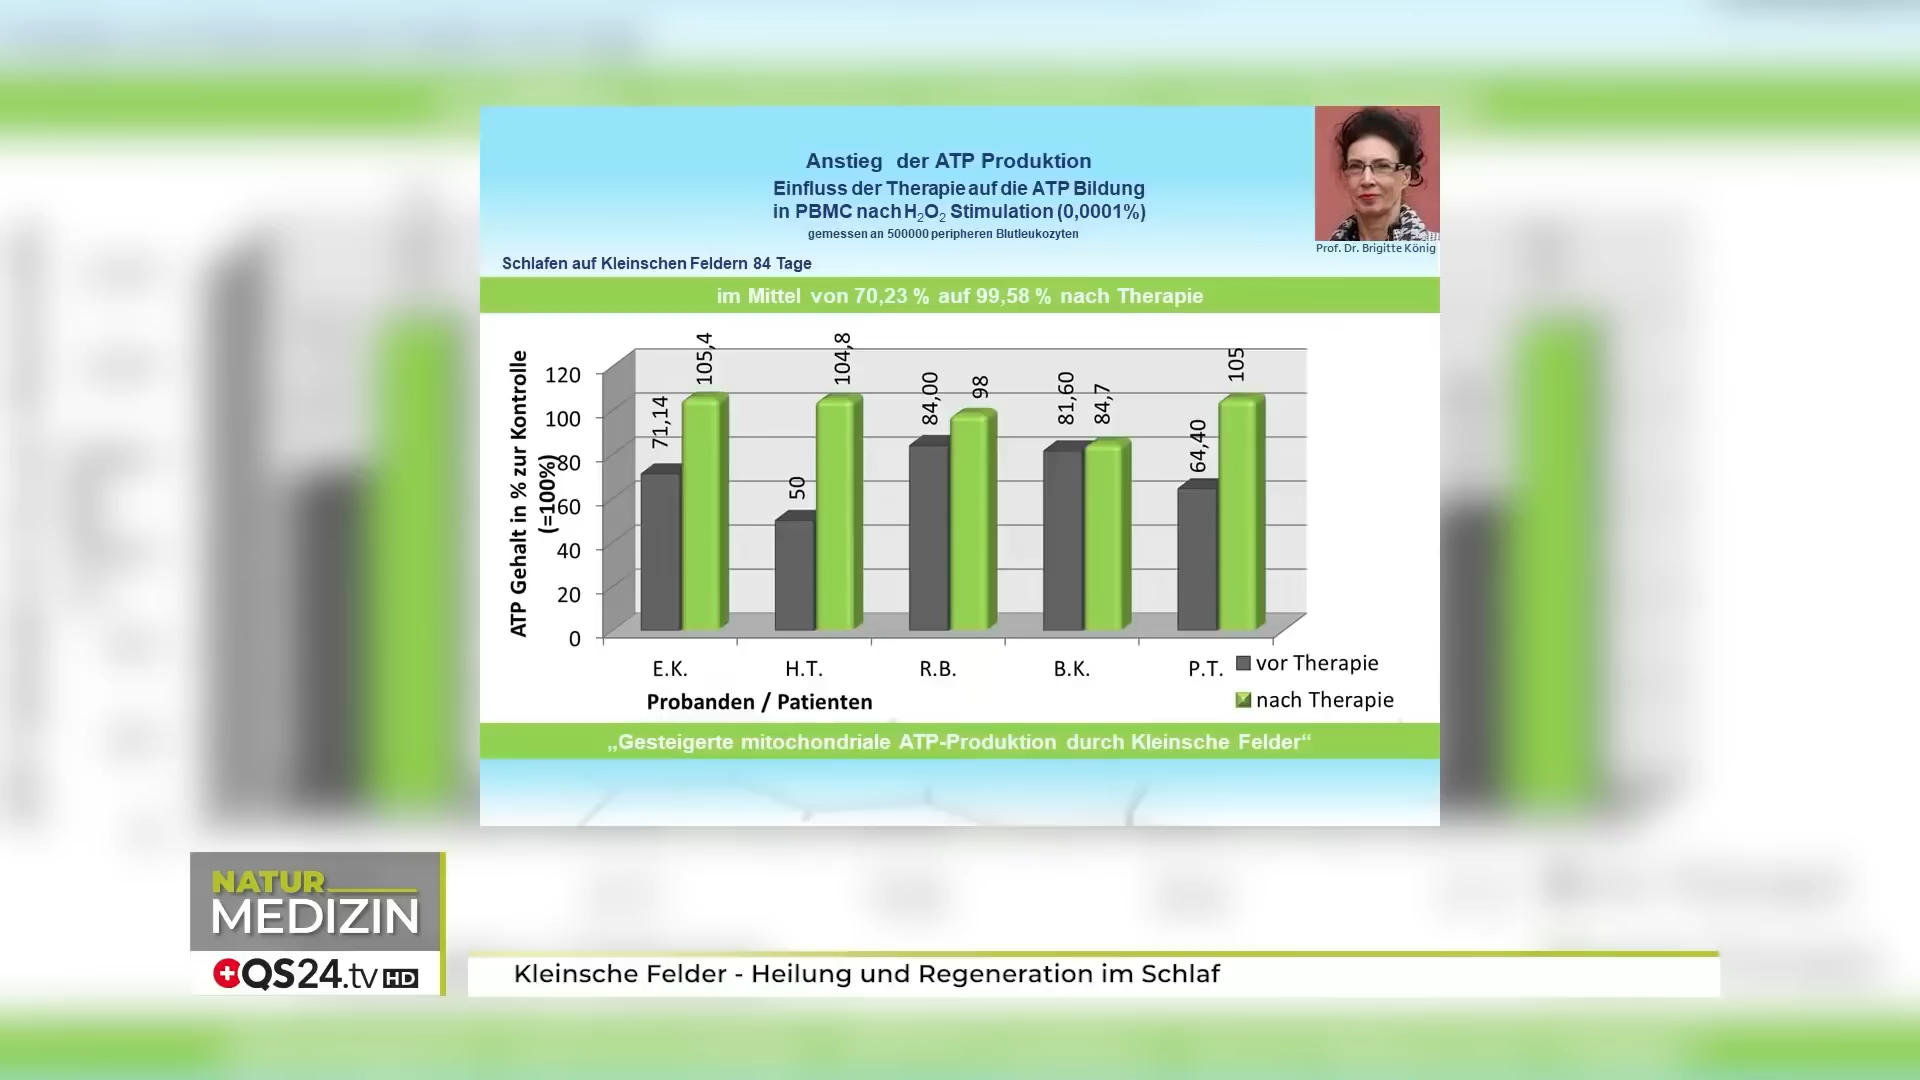 Anstieg der ATP Produktion
Einfluss der Therapie auf die ATP Bildung
in PBMC nach H₂O₂ Stimulation (0,0001%)
gemessen an 500000 peripheren Blutleukozyten
Prof. Dr. Brigitte König
Schlafen auf Kleinschen Feldern 84 Tage
im Mittel von 70,23 % auf 99,58 % nach Therapie
ATP Gehalt in % zur Kontrolle
(=100%)
120
100
80
60
40
20
0
71,14
105,4
50
104,8
84,00
98
81,60
84,7
64,40
105
E.K.
H.T.
R.B.
B.K.
P.T.
vor Therapie
nach Therapie
Probanden / Patienten
„Gesteigerte mitochondriale ATP-Produktion durch Kleinsche Felder“
NATUR
MEDIZIN
QS24.tv HD
Kleinsche Felder - Heilung und Regeneration im Schlaf